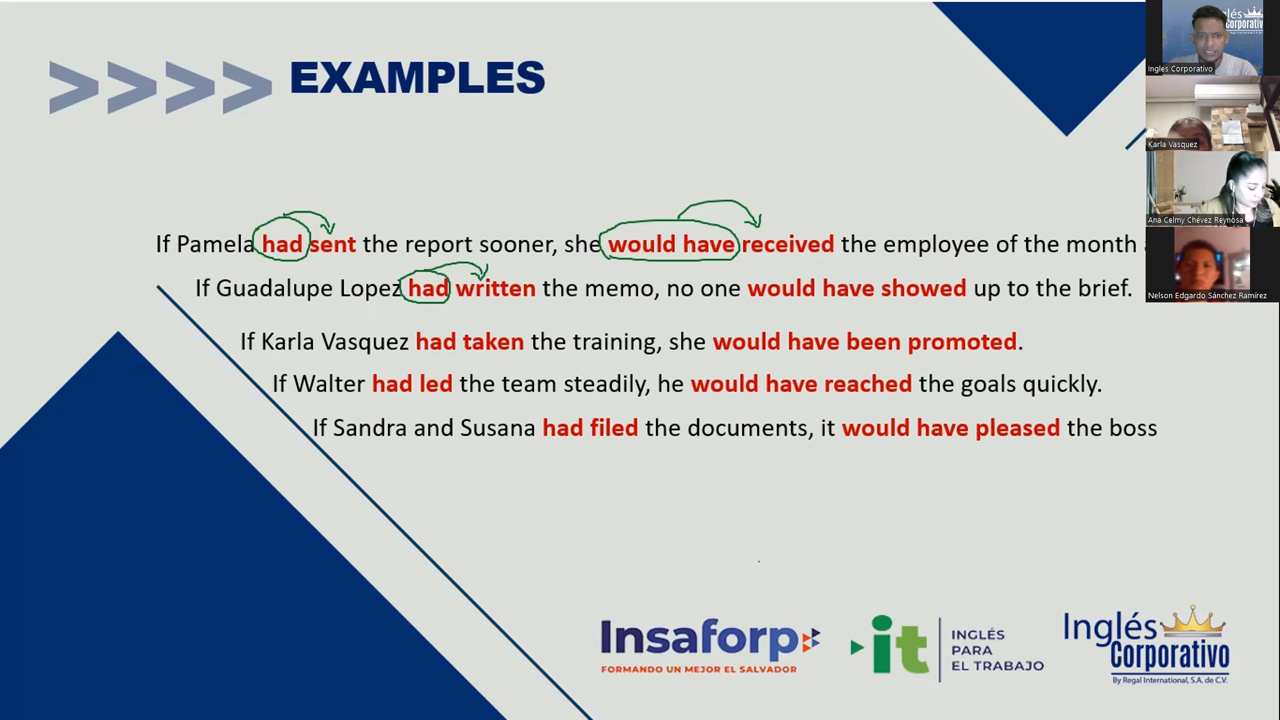 >>>> EXAMPLES
If Pamela had sent the report sooner, she would have received the employee of the month
If Guadalupe Lopez had written the memo, no one would have showed up to the brief.
If Karla Vasquez had taken the training, she would have been promoted.
If Walter had led the team steadily, he would have reached the goals quickly.
If Sandra and Susana had filed the documents, it would have pleased the boss
Insaforp
FORMANDO UN MEJOR EL SALVADOR
it
INGLÉS
PARA
EL TRABAJO
Inglés
Corporativo
By Regal International, S.A. de C.V.
Inglés
Corporativo
Ingles Corporativo
Karla Vasquez
Ana Celmy Chévez Reynosa
Nelson Edgardo Sánchez Ramírez